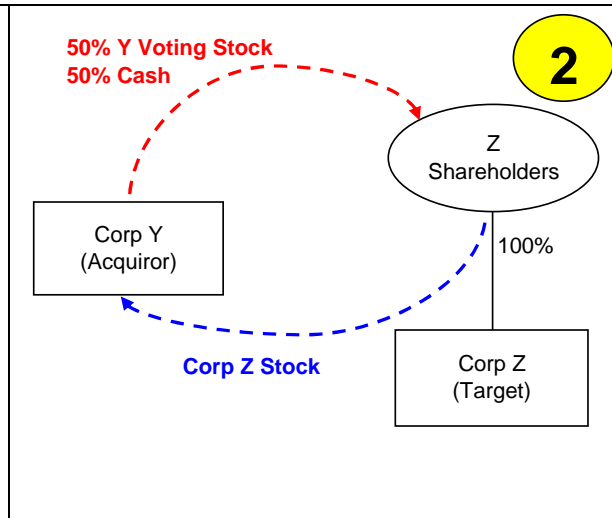 50% Y Voting Stock
50% Cash
2
Z
Shareholders
Corp Y
(Acquiror)
100%
Corp Z Stock
Corp Z
(Target)